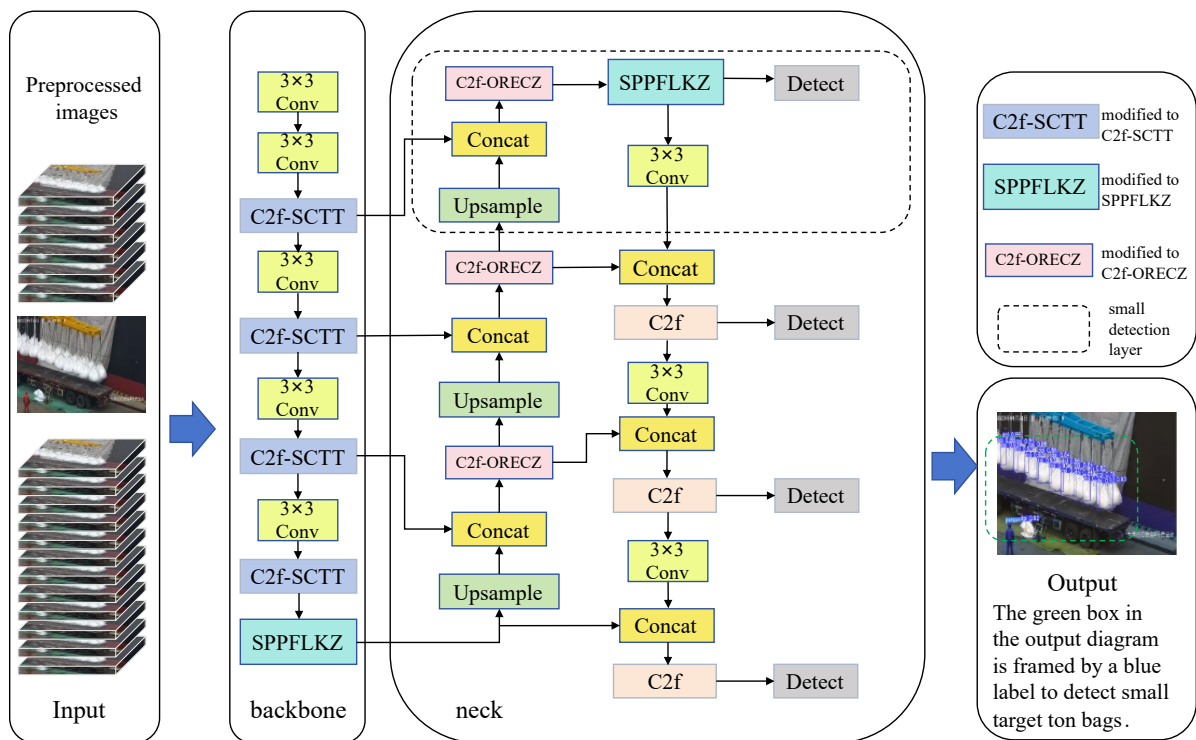 Preprocessed
images
Input
3×3
Conv
3×3
Conv
C2f-SCTT
3×3
Conv
C2f-SCTT
3×3
Conv
C2f-SCTT
3×3
Conv
C2f-SCTT
SPPFLKZ
backbone
C2f-ORECZ
SPPFLKZ
Detect
Concat
3×3
Conv
Upsample
C2f-ORECZ
Concat
Concat
C2f
Detect
Upsample
3×3
Conv
C2f-ORECZ
Concat
Concat
C2f
Detect
Upsample
3×3
Conv
Concat
C2f
Detect
neck
C2f-SCTT
modified to
C2f-SCTT
SPPFLKZ
modified to
SPPFLKZ
C2f-ORECZ
modified to
C2f-ORECZ
small
detection
layer
Output
The green box in
the output diagram
is framed by a blue
label to detect small
target ton bags.